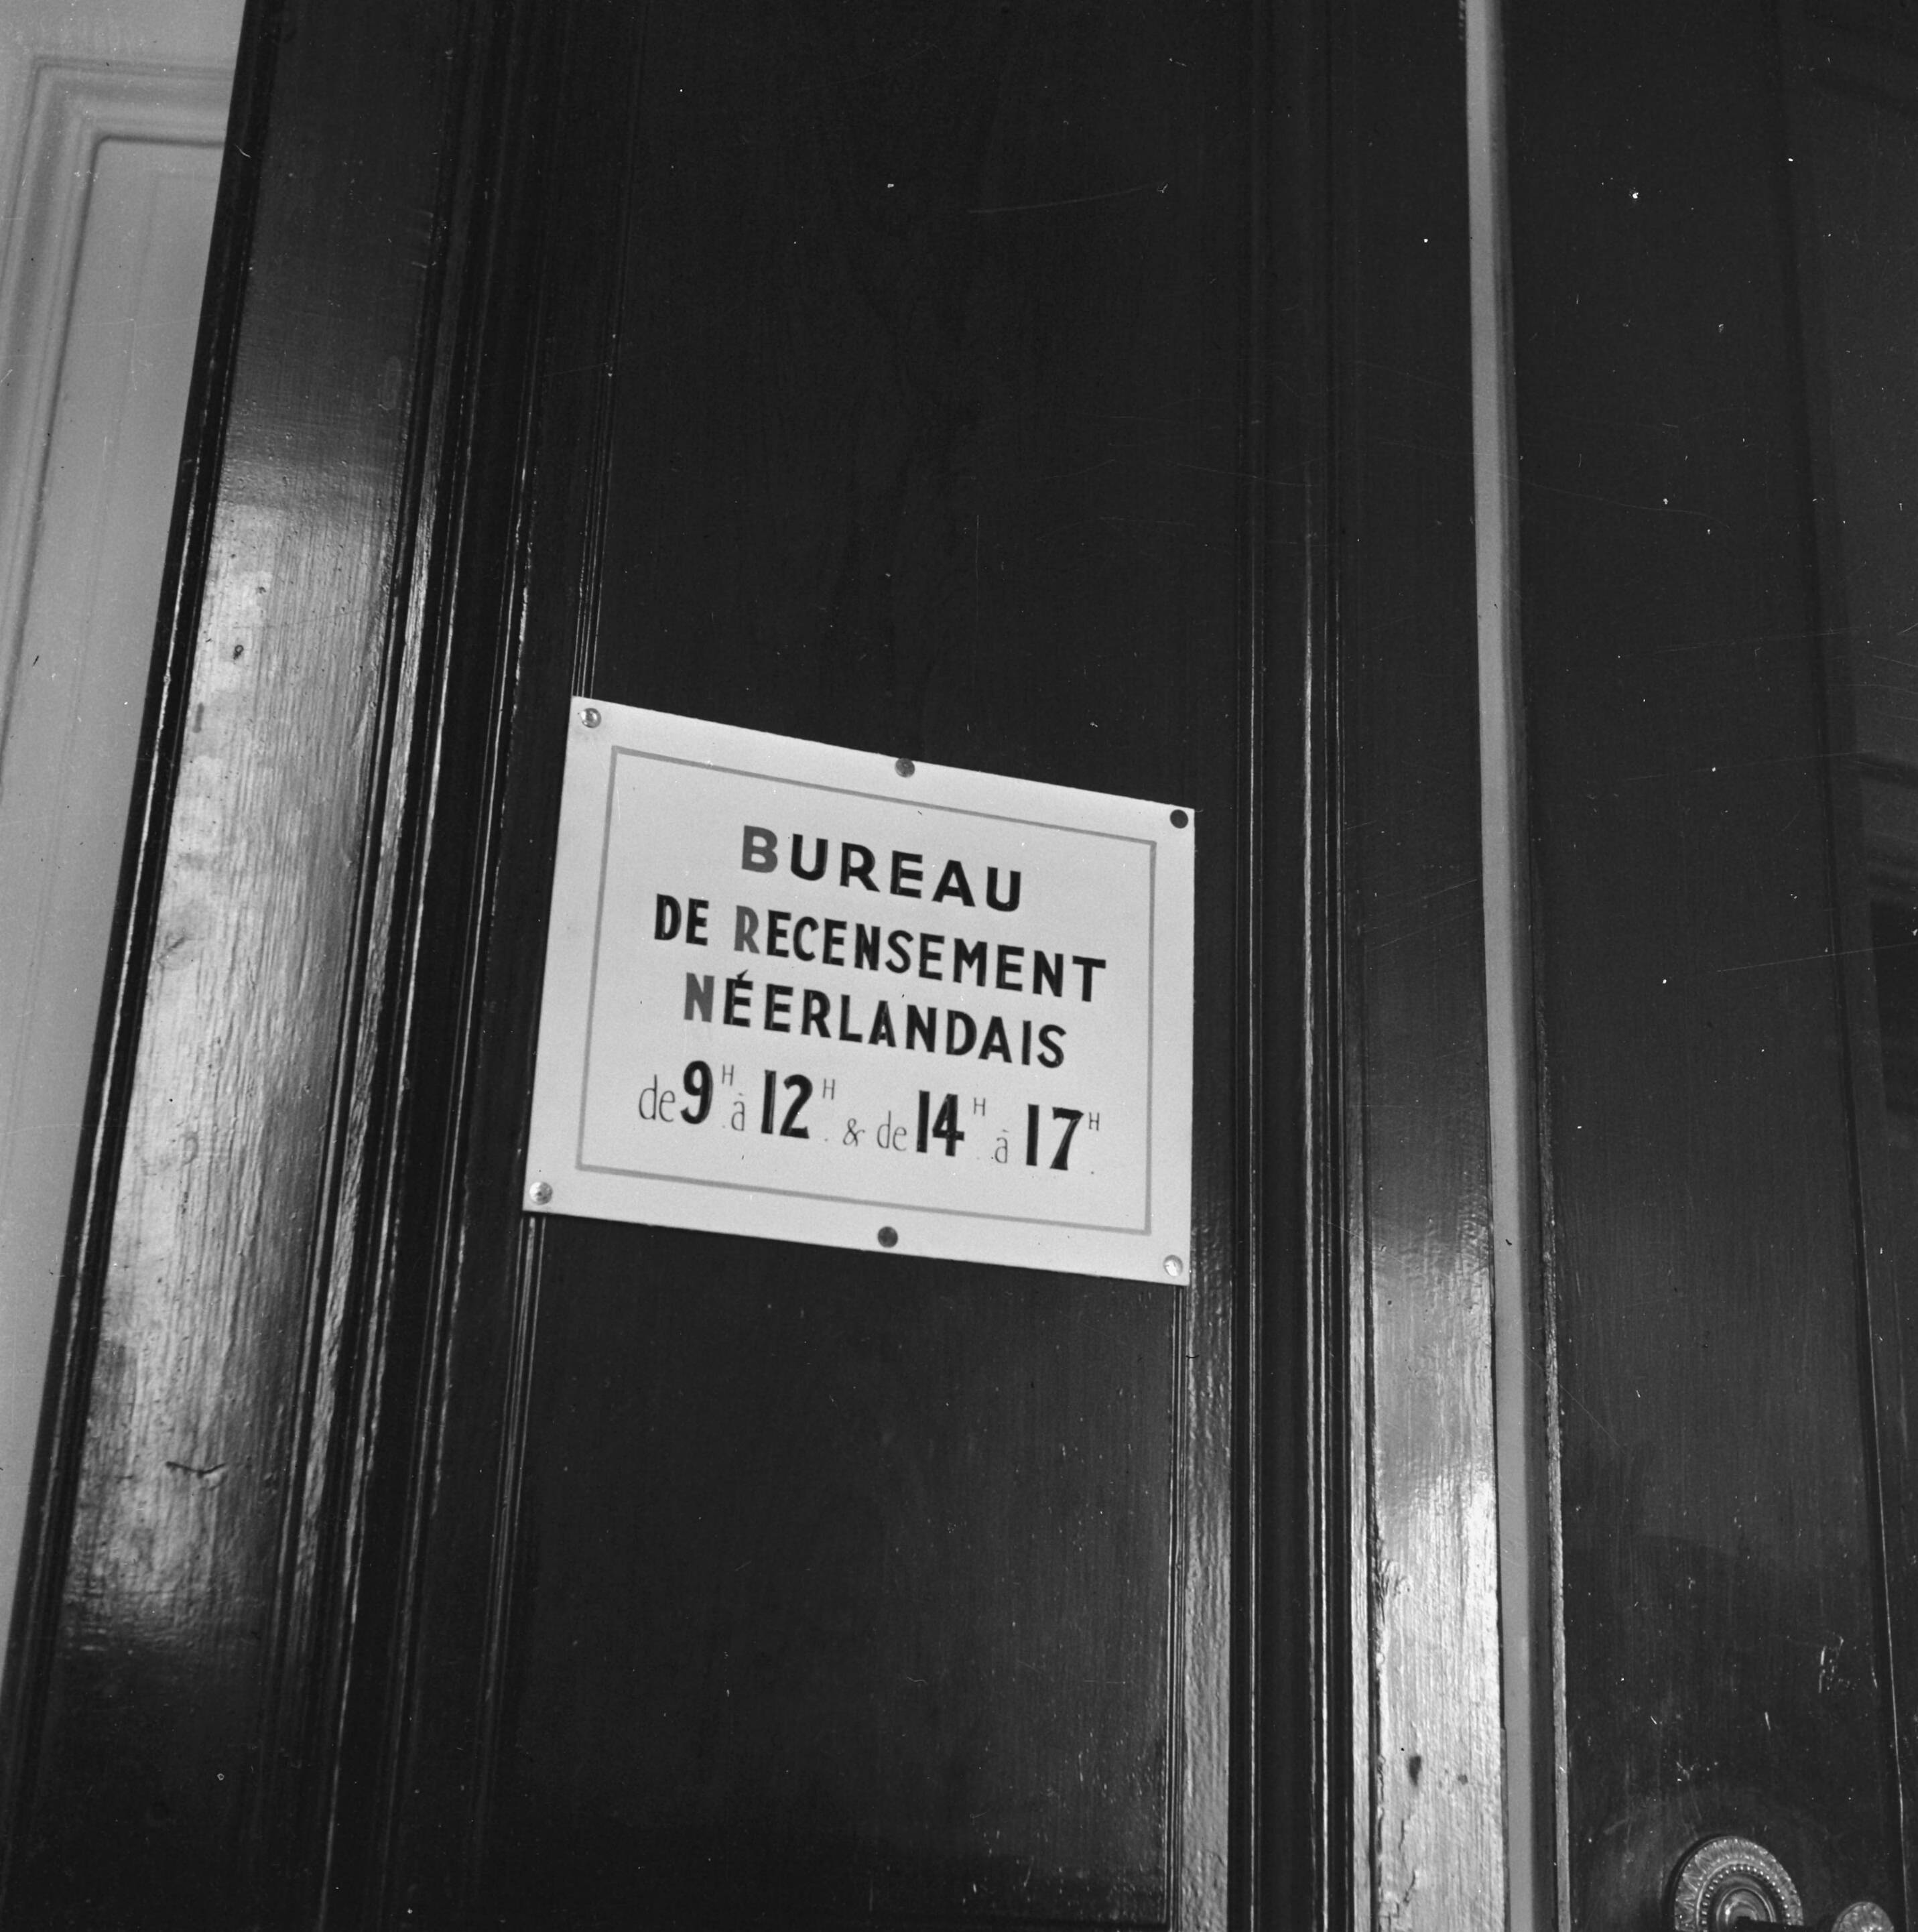 BUREAU
DE RECENSEMENT
NÉERLANDAIS
de 9H. à 12H. & de 14H. à 17H.